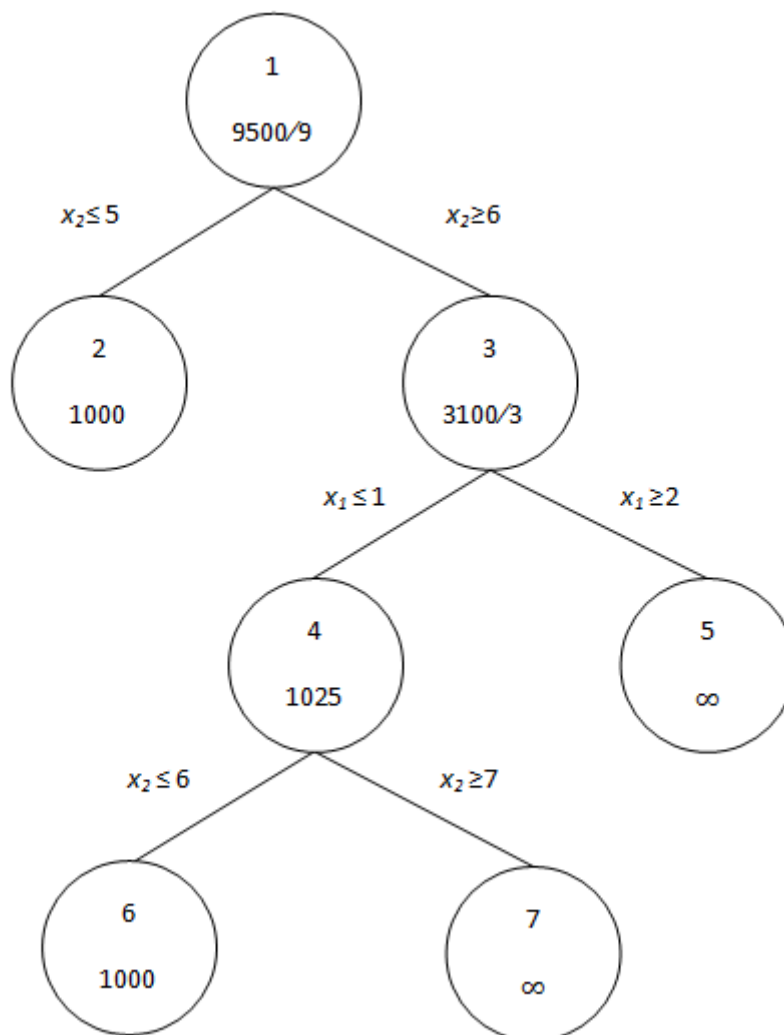 1
9500/9
x₂≤ 5
x₂≥6
2
1000
3
3100/3
x₁ ≤ 1
x₁ ≥2
4
1025
5
∞
x₂ ≤ 6
x₂ ≥7
6
1000
7
∞